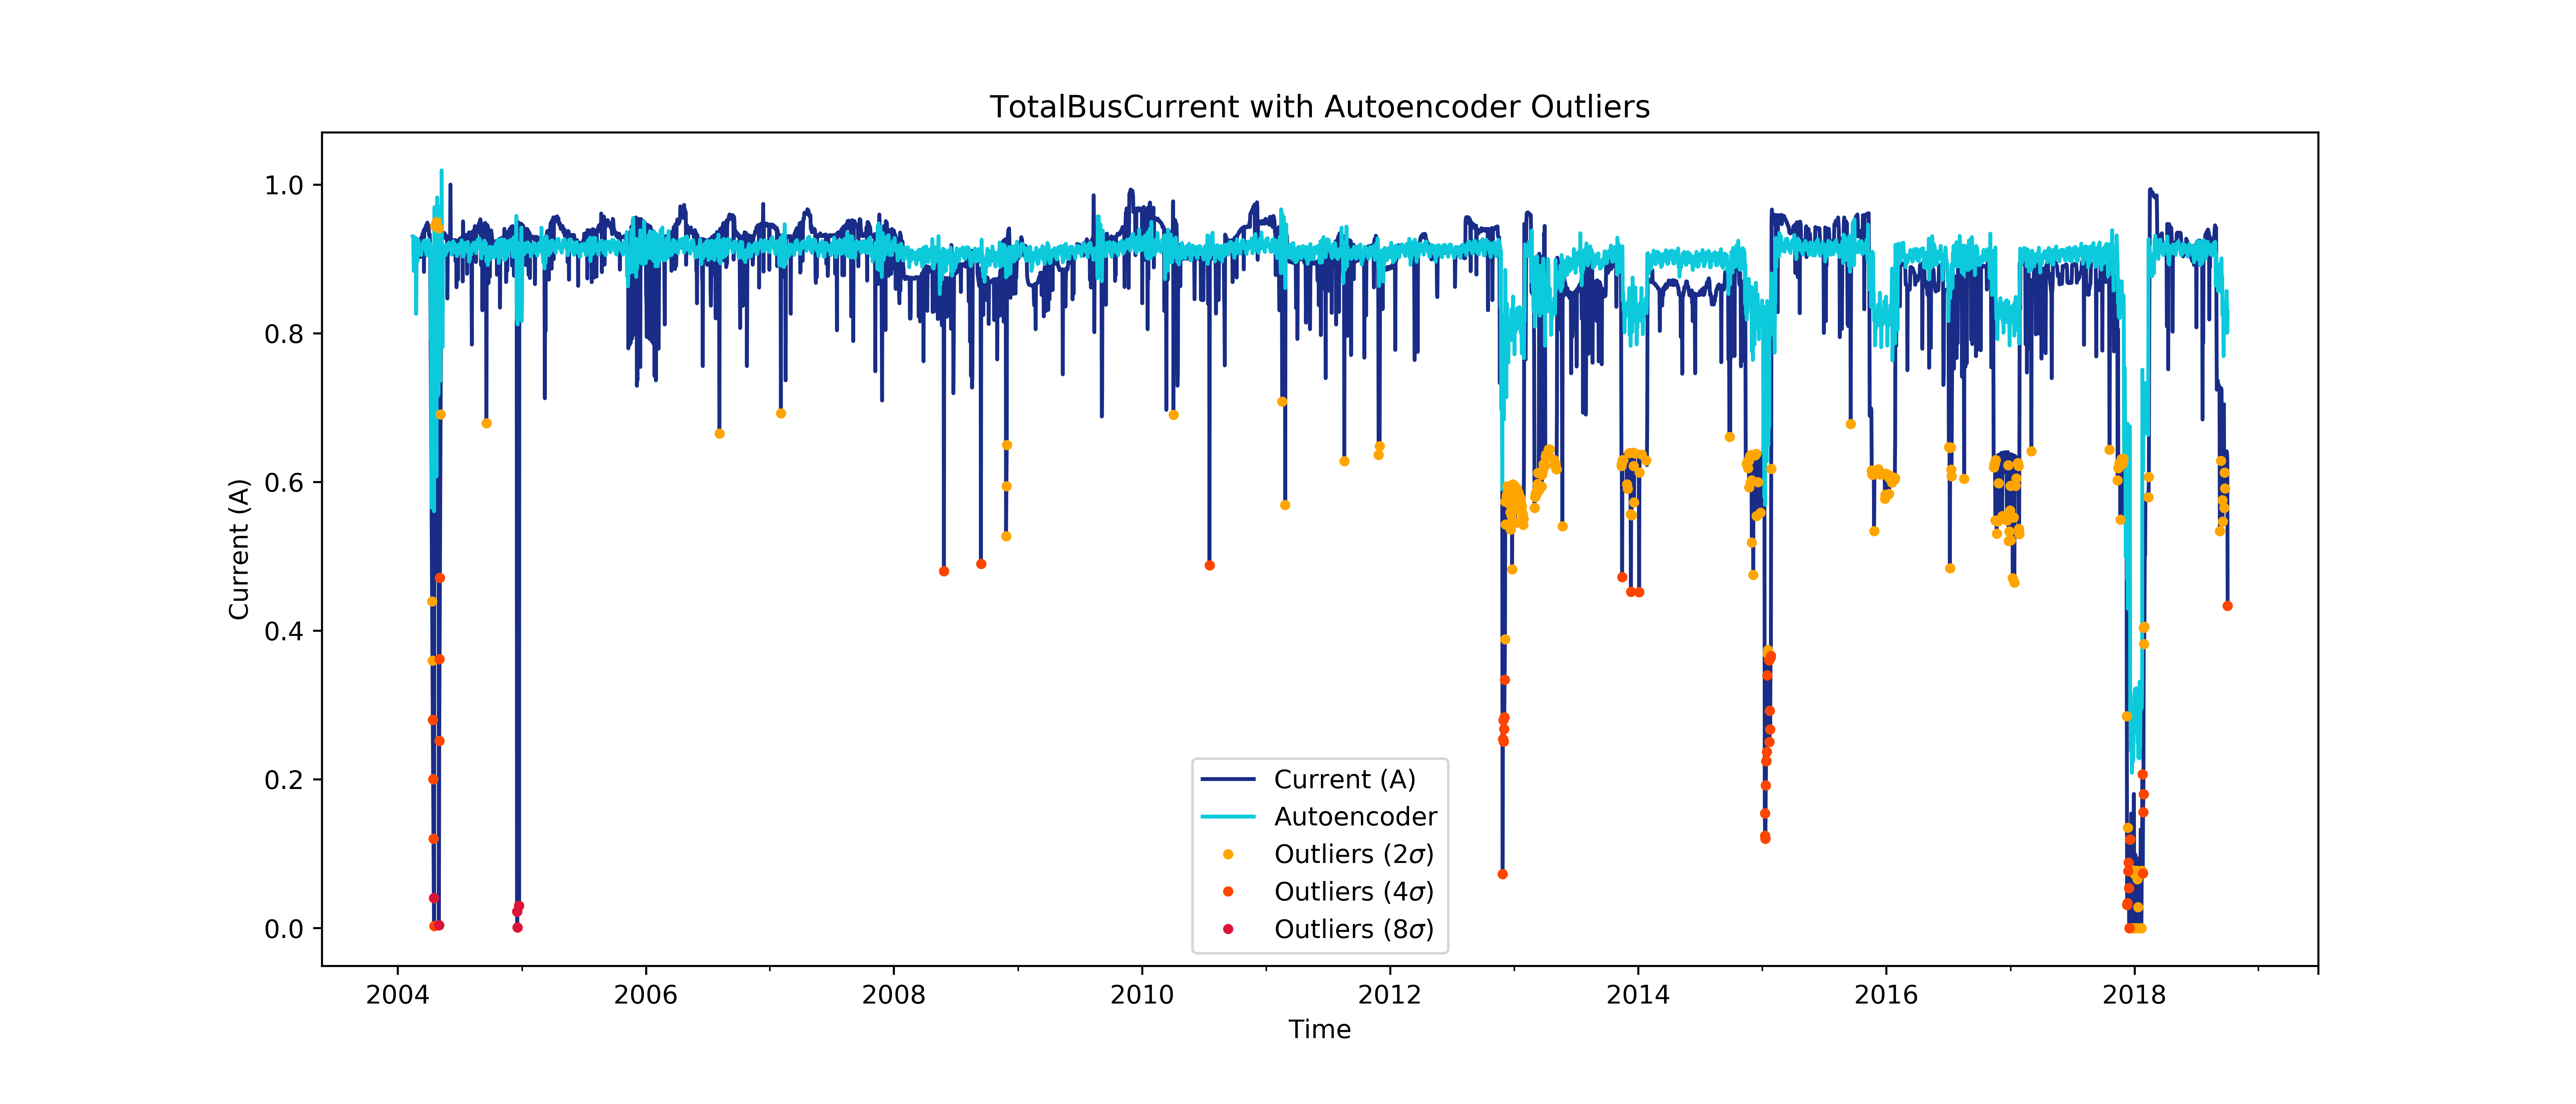 TotalBusCurrent with Autoencoder Outliers
1.0
0.8
0.6
0.4
0.2
0.0
Current (A)
Current (A)
Autoencoder
Outliers (2σ)
Outliers (4σ)
Outliers (8σ)
2004 2006 2008 2010 2012 2014 2016 2018
Time